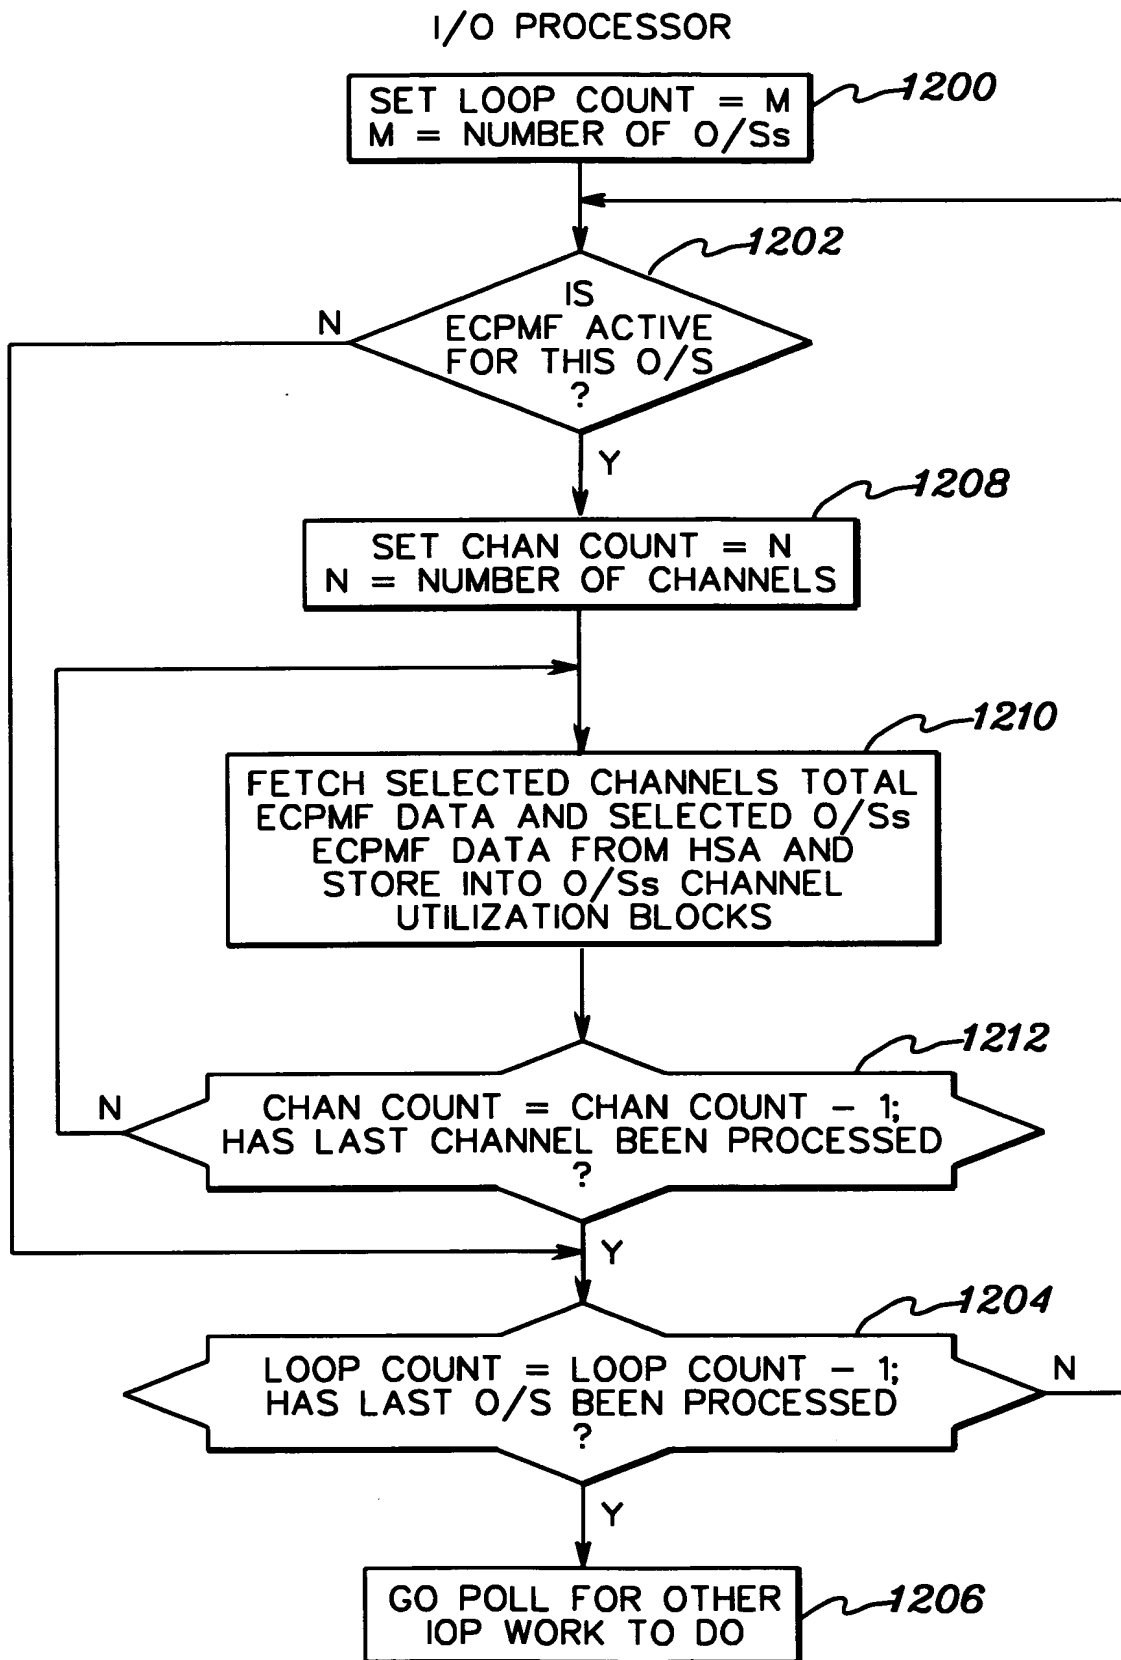 I/O PROCESSOR
SET LOOP COUNT = M
M = NUMBER OF O/Ss
1200
1202
IS
ECPMF ACTIVE
FOR THIS O/S
?
N
Y
1208
SET CHAN COUNT = N
N = NUMBER OF CHANNELS
1210
FETCH SELECTED CHANNELS TOTAL
ECPMF DATA AND SELECTED O/Ss
ECPMF DATA FROM HSA AND
STORE INTO O/Ss CHANNEL
UTILIZATION BLOCKS
1212
N
CHAN COUNT = CHAN COUNT - 1;
HAS LAST CHANNEL BEEN PROCESSED
?
Y
1204
LOOP COUNT = LOOP COUNT - 1;
HAS LAST O/S BEEN PROCESSED
?
N
Y
GO POLL FOR OTHER
IOP WORK TO DO
1206